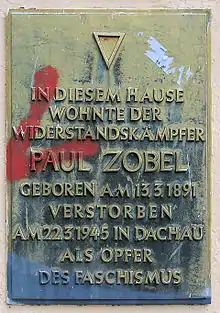 IN DIESEM HAUSE
WOHNTE DER
WIDERSTANDSKÄMPFER
PAUL ZOBEL
GEBOREN AM 13 3 1891
VERSTORBEN
AM 22 3 1945 IN DACHAU
ALS OPFER
DES FASCHISMUS